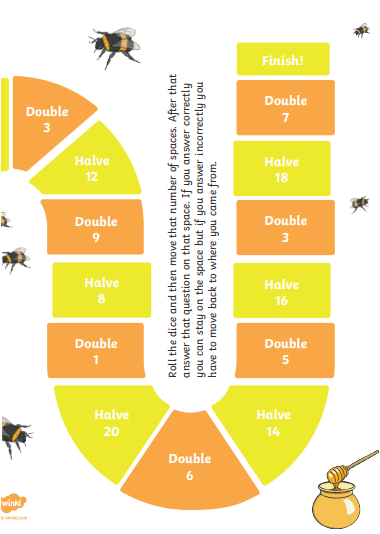 Finish!
Double
7
Halve
18
Double
3
Halve
16
Double
5
Halve
14
Double
6
Halve
20
Double
1
Halve
8
Double
9
Halve
12
Double
3
Roll the dice and then move that number of spaces. After that
answer that question on that space. If you answer correctly
you can stay on the space but if you answer incorrectly you
have to move back to where you came from.
twinkl